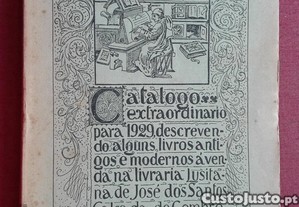 Catalogo
extraordinario
para 1929, descreven-
do alguns, livros anti-
gos e modernos á ven-
da na livraria Lusita-
na de José dos Santos
CustoJusto.pt